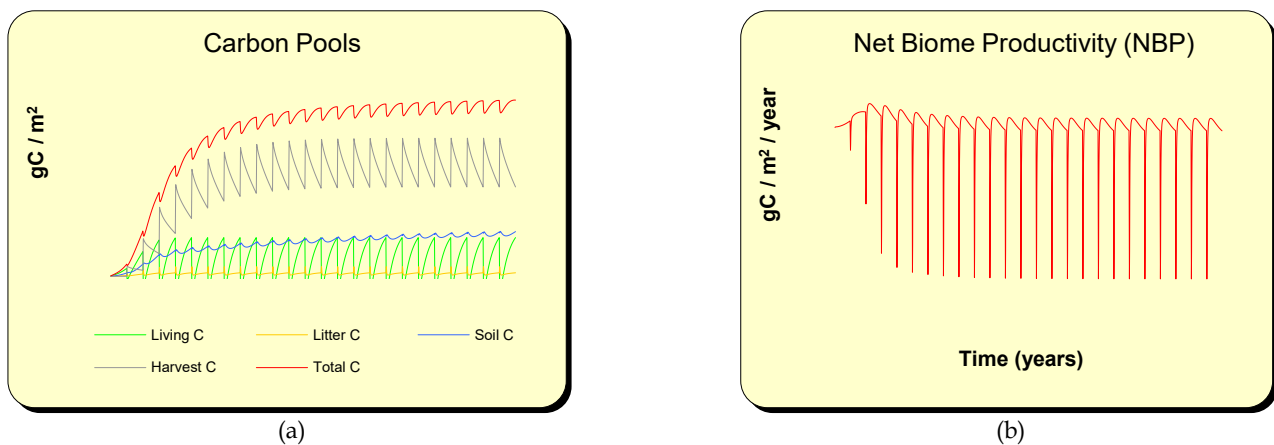 Carbon Pools
gC / m²
Living C
Litter C
Soil C
Harvest C
Total C
(a)
Net Biome Productivity (NBP)
gC / m² / year
Time (years)
(b)